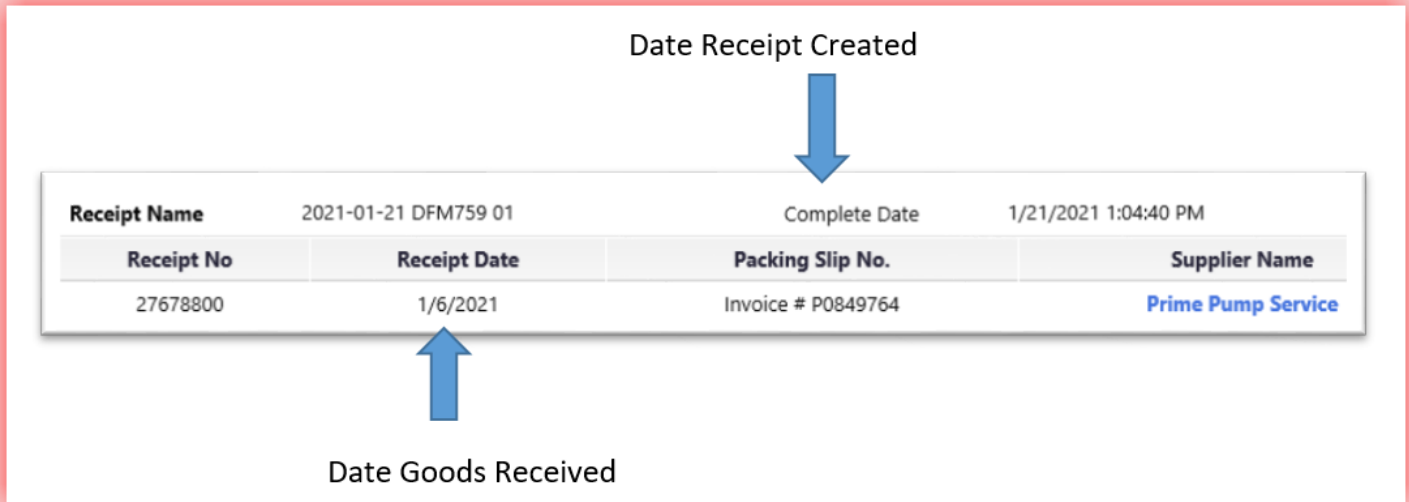 Date Receipt Created
Receipt Name 2021-01-21 DFM759 01 Complete Date 1/21/2021 1:04:40 PM
Receipt No Receipt Date Packing Slip No. Supplier Name
27678800 1/6/2021 Invoice # P0849764 Prime Pump Service
Date Goods Received